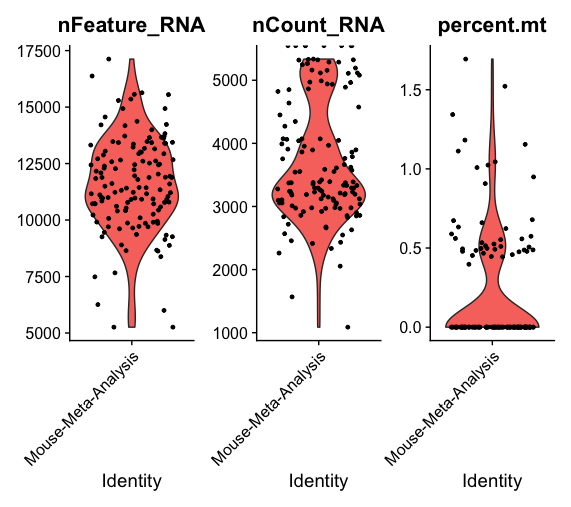 nFeature_RNA
17500
15000
12500
10000
7500
5000
Mouse-Meta-Analysis
Identity
nCount_RNA
5000
4000
3000
2000
1000
Mouse-Meta-Analysis
Identity
percent.mt
1.5
1.0
0.5
0.0
Mouse-Meta-Analysis
Identity